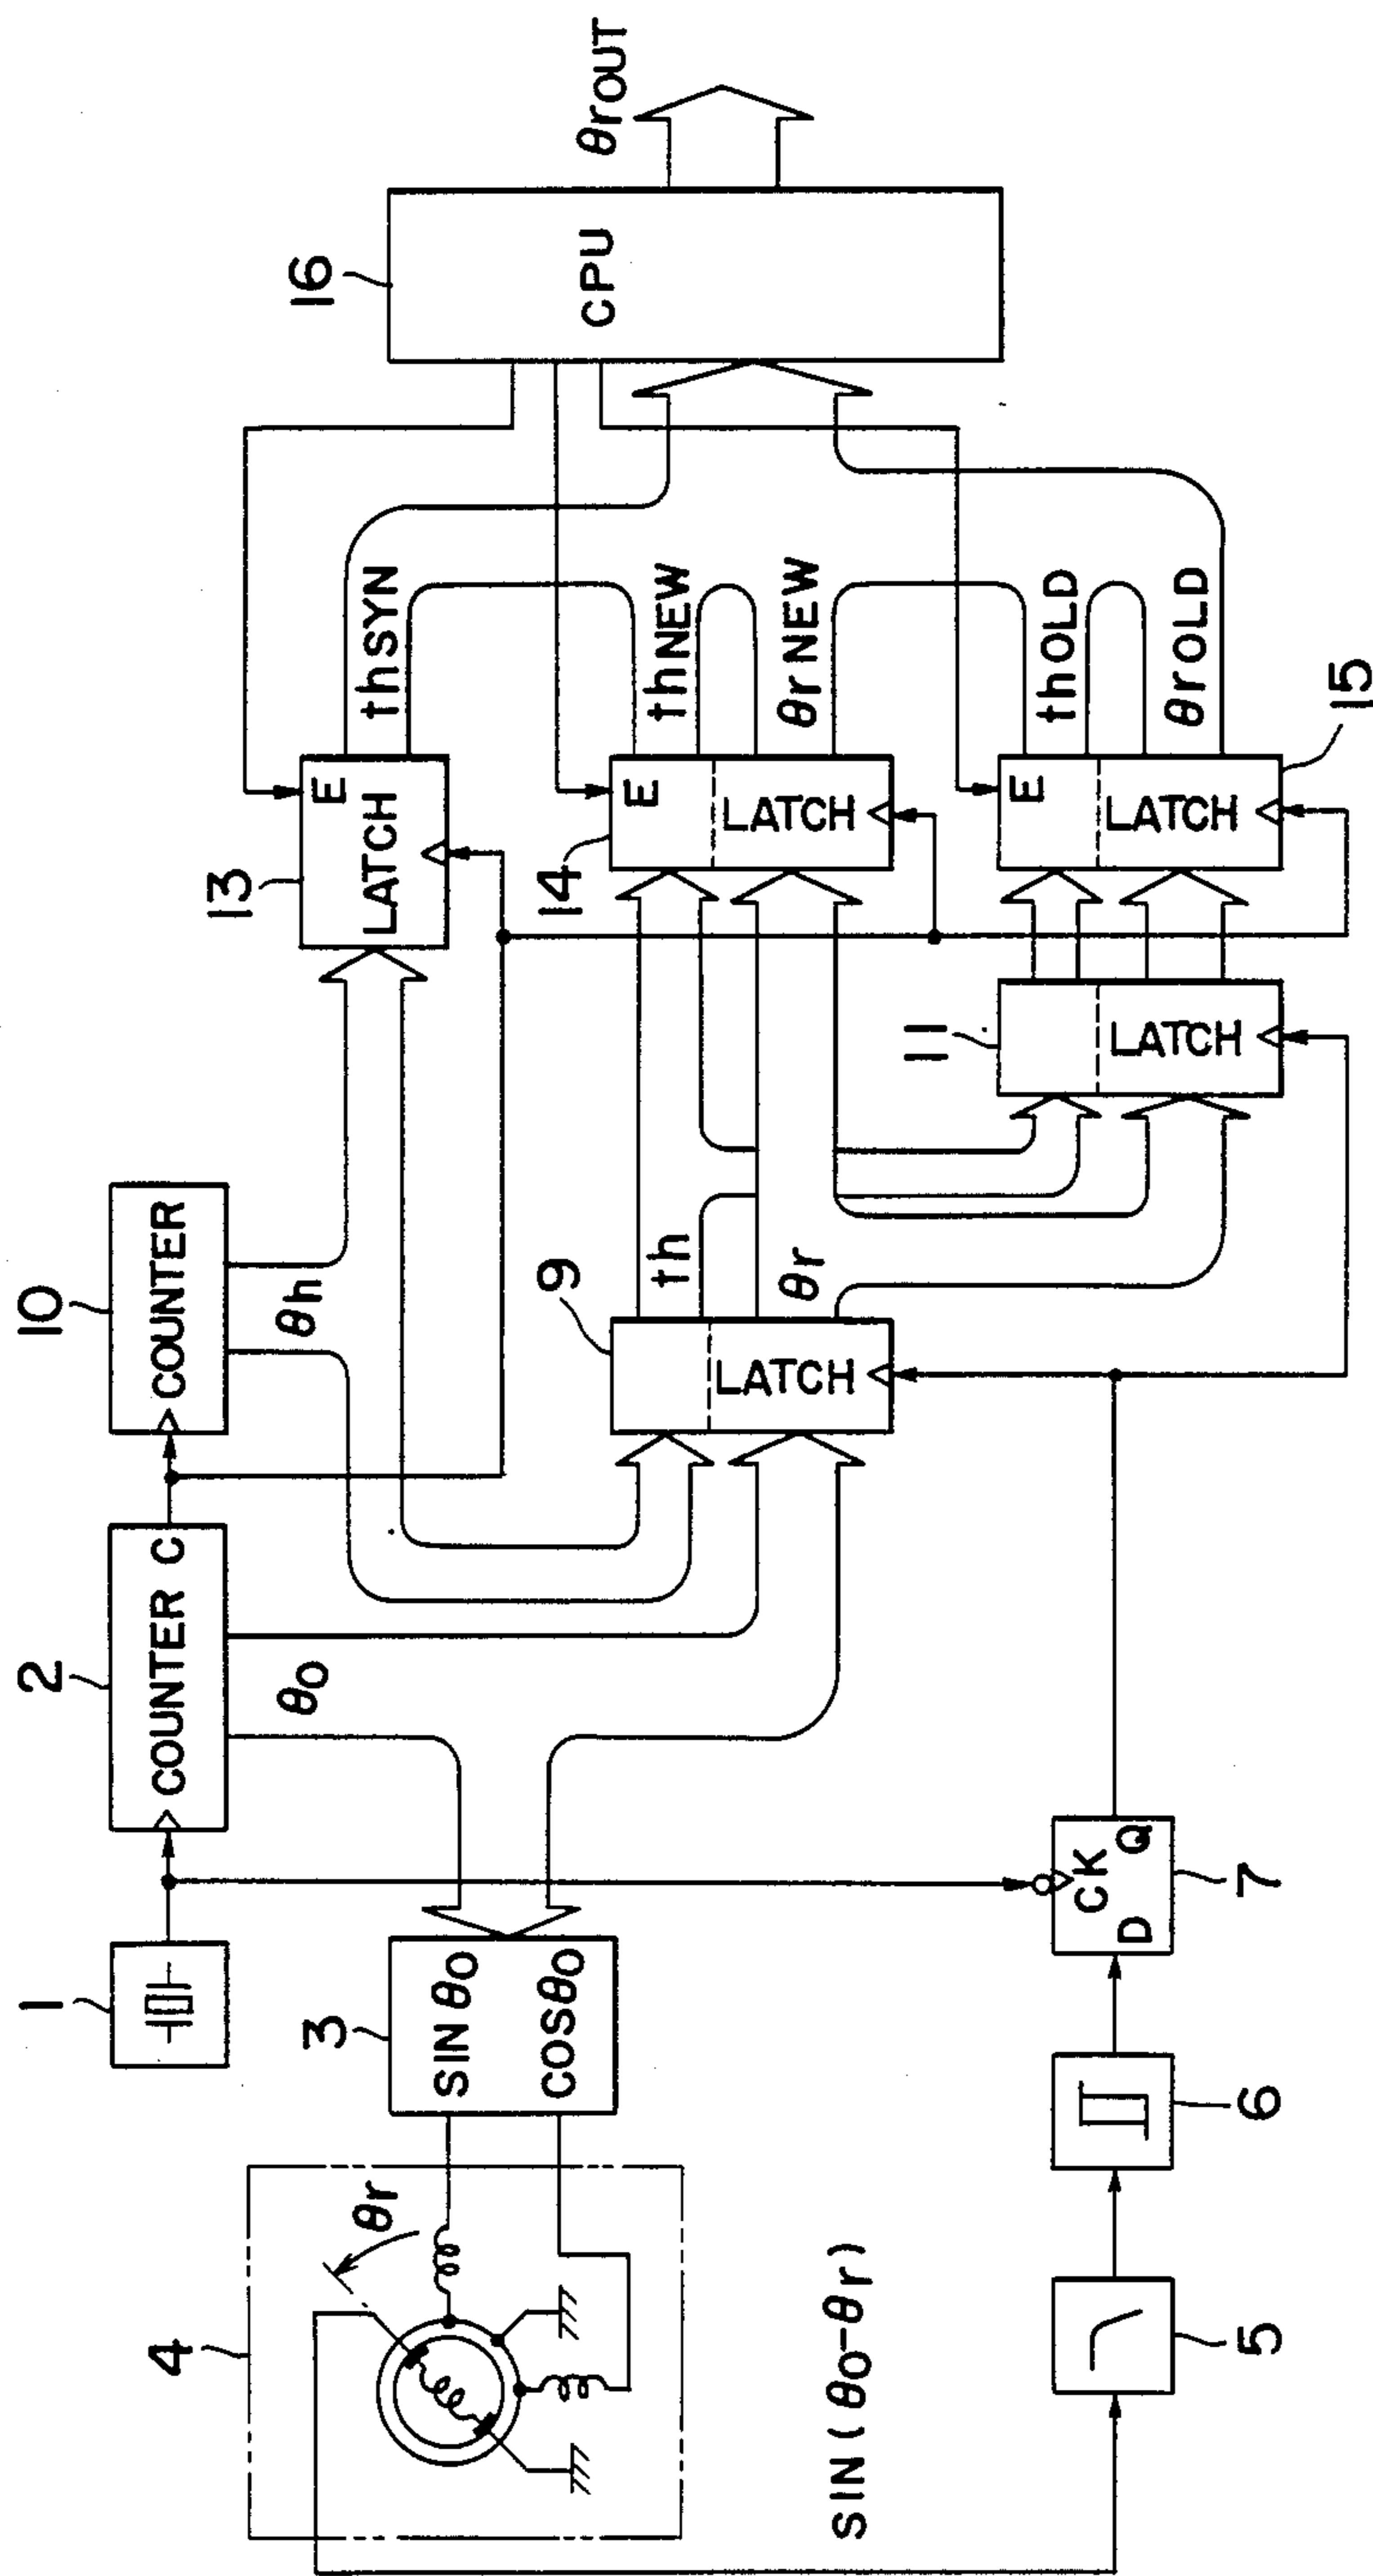 1
2
COUNTER C
10
COUNTER
θ0
θh
3
SIN θ0
COSθ0
4
θr
SIN(θ0-θr)
5
6
7
CK
D Q
9
LATCH
th
θr
11
LATCH
13
E
LATCH
thSYN
14
E
LATCH
thNEW
θrNEW
15
E
LATCH
thOLD
θrOLD
16
CPU
θrOUT